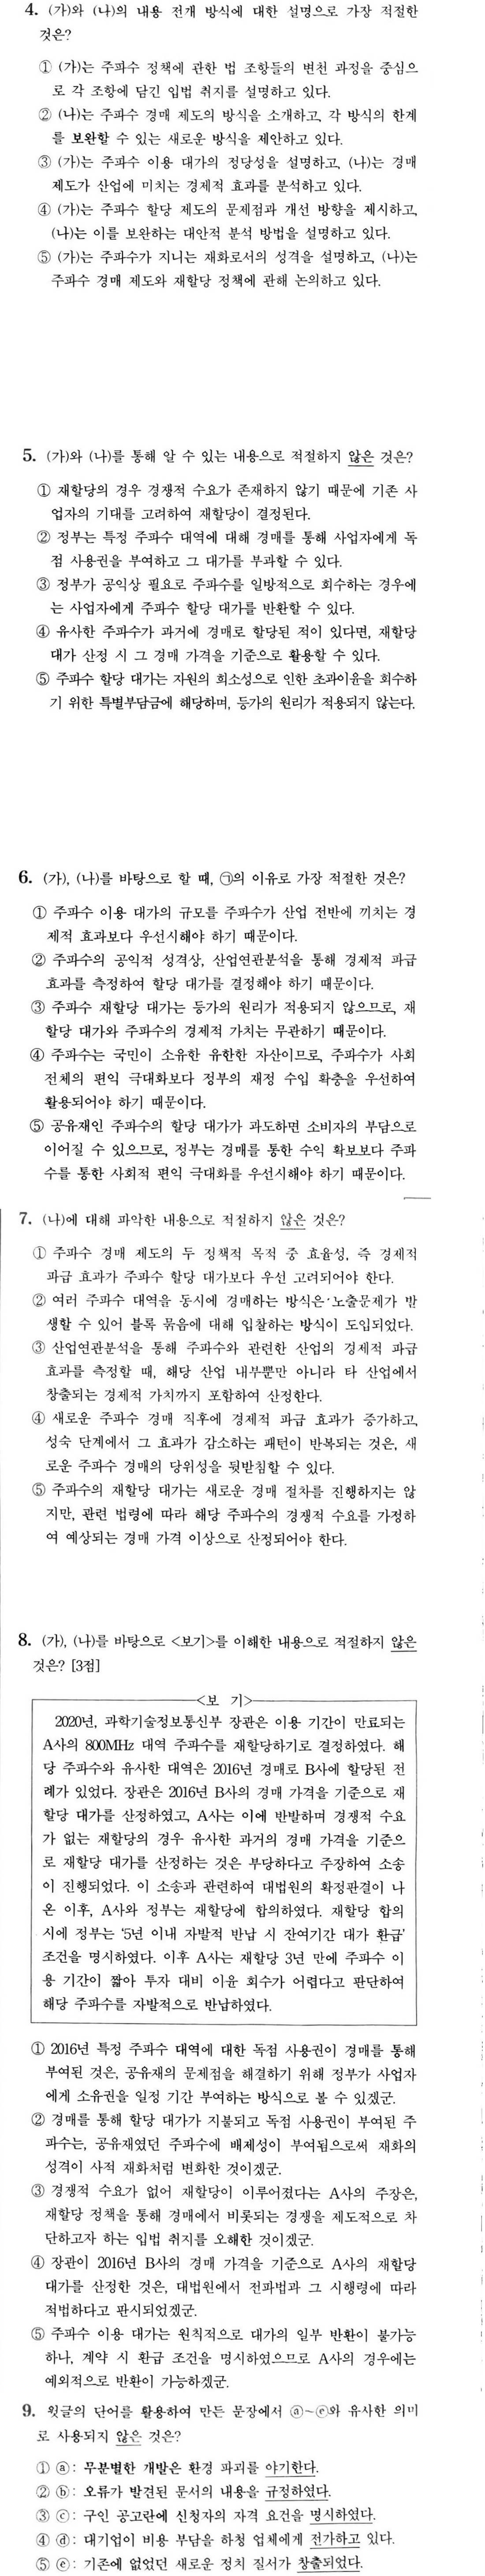 4. (가)와 (나)의 내용 전개 방식에 대한 설명으로 가장 적절한
것은?
① (가)는 주파수 정책에 관한 법 조항들의 변천 과정을 중심으
로 각 조항에 담긴 입법 취지를 설명하고 있다.
② (나)는 주파수 경매 제도의 방식을 소개하고, 각 방식의 한계
를 보완할 수 있는 새로운 방식을 제안하고 있다.
③ (가)는 주파수 이용 대가의 정당성을 설명하고, (나)는 경매
제도가 산업에 미치는 경제적 효과를 분석하고 있다.
④ (가)는 주파수 할당 제도의 문제점과 개선 방향을 제시하고,
(나)는 이를 보완하는 대안적 분석 방법을 설명하고 있다.
⑤ (가)는 주파수가 지니는 재화로서의 성격을 설명하고, (나)는
주파수 경매 제도와 재할당 정책에 관해 논의하고 있다.
5. (가)와 (나)를 통해 알 수 있는 내용으로 적절하지 않은 것은?
① 재할당의 경우 경쟁적 수요가 존재하지 않기 때문에 기존 사
업자의 기대를 고려하여 재할당이 결정된다.
② 정부는 특정 주파수 대역에 대해 경매를 통해 사업자에게 독
점 사용권을 부여하고 그 대가를 부과할 수 있다.
③ 정부가 공익상 필요로 주파수를 일방적으로 회수하는 경우에
는 사업자에게 주파수 할당 대가를 반환할 수 있다.
④ 유사한 주파수가 과거에 경매로 할당된 적이 있다면, 재할당
대가 산정 시 그 경매 가격을 기준으로 활용할 수 있다.
⑤ 주파수 할당 대가는 자원의 희소성으로 인한 초과이윤을 회수하
기 위한 특별부담금에 해당하며, 등가의 원리가 적용되지 않는다.
6. (가), (나)를 바탕으로 할 때, ㉠의 이유로 가장 적절한 것은?
① 주파수 이용 대가의 규모를 주파수가 산업 전반에 끼치는 경
제적 효과보다 우선시해야 하기 때문이다.
② 주파수의 공익적 성격상, 산업연관분석을 통해 경제적 파급
효과를 측정하여 할당 대가를 결정해야 하기 때문이다.
③ 주파수 재할당 대가는 등가의 원리가 적용되지 않으므로, 재
할당 대가와 주파수의 경제적 가치는 무관하기 때문이다.
④ 주파수는 국민이 소유한 유한한 자산이므로, 주파수가 사회
전체의 편익 극대화보다 정부의 재정 수입 확충을 우선하여
활용되어야 하기 때문이다.
⑤ 공유재인 주파수의 할당 대가가 과도하면 소비자의 부담으로
이어질 수 있으므로, 정부는 경매를 통한 수익 확보보다 주파
수를 통한 사회적 편익 극대화를 우선시해야 하기 때문이다.
7. (나)에 대해 파악한 내용으로 적절하지 않은 것은?
① 주파수 경매 제도의 두 정책적 목적 중 효율성, 즉 경제적
파급 효과가 주파수 할당 대가보다 우선 고려되어야 한다.
② 여러 주파수 대역을 동시에 경매하는 방식은 노출문제가 발
생할 수 있어 블록 묶음에 대해 입찰하는 방식이 도입되었다.
③ 산업연관분석을 통해 주파수와 관련한 산업의 경제적 파급
효과를 측정할 때, 해당 산업 내부뿐만 아니라 타 산업에서
창출되는 경제적 가치까지 포함하여 산정한다.
④ 새로운 주파수 경매 직후에 경제적 파급 효과가 증가하고,
성숙 단계에서 그 효과가 감소하는 패턴이 반복되는 것은, 새
로운 주파수 경매의 당위성을 뒷받침할 수 있다.
⑤ 주파수의 재할당 대가는 새로운 경매 절차를 진행하지는 않
지만, 관련 법령에 따라 해당 주파수의 경쟁적 수요를 가정하
여 예상되는 경매 가격 이상으로 산정되어야 한다.
8. (가), (나)를 바탕으로 <보기>를 이해한 내용으로 적절하지 않은
것은? [3점]
<보 기>
2020년, 과학기술정보통신부 장관은 이용 기간이 만료되는
A사의 800MHz 대역 주파수를 재할당하기로 결정하였다. 해
당 주파수와 유사한 대역은 2016년 경매로 B사에 할당된 전
례가 있었다. 장관은 2016년 B사의 경매 가격을 기준으로 재
할당 대가를 산정하였고, A사는 이에 반발하며 경쟁적 수요
가 없는 재할당의 경우 유사한 과거의 경매 가격을 기준으
로 재할당 대가를 산정하는 것은 부당하다고 주장하여 소송
이 진행되었다. 이 소송과 관련하여 대법원의 확정판결이 나
온 이후, A사와 정부는 재할당에 합의하였다. 재할당 합의
시에 정부는 '5년 이내 자발적 반납 시 잔여기간 대가 환급'
조건을 명시하였다. 이후 A사는 재할당 3년 만에 주파수 이
용 기간이 짧아 투자 대비 이윤 회수가 어렵다고 판단하여
해당 주파수를 자발적으로 반납하였다.
① 2016년 특정 주파수 대역에 대한 독점 사용권이 경매를 통해
부여된 것은, 공유재의 문제점을 해결하기 위해 정부가 사업자
에게 소유권을 일정 기간 부여하는 방식으로 볼 수 있겠군.
② 경매를 통해 할당 대가가 지불되고 독점 사용권이 부여된 주
파수는, 공유재였던 주파수에 배제성이 부여됨으로써 재화의
성격이 사적 재화처럼 변화한 것이겠군.
③ 경쟁적 수요가 없어 재할당이 이루어졌다는 A사의 주장은,
재할당 정책을 통해 경매에서 비롯되는 경쟁을 제도적으로 차
단하고자 하는 입법 취지를 오해한 것이겠군.
④ 장관이 2016년 B사의 경매 가격을 기준으로 A사의 재할당
대가를 산정한 것은, 대법원에서 전파법과 그 시행령에 따라
적법하다고 판시되었겠군.
⑤ 주파수 이용 대가는 원칙적으로 대가의 일부 반환이 불가능
하나, 계약 시 환급 조건을 명시하였으므로 A사의 경우에는
예외적으로 반환이 가능하겠군.
9. 윗글의 단어를 활용하여 만든 문장에서 ⓐ~ⓔ와 유사한 의미
로 사용되지 않은 것은?
① ⓐ: 무분별한 개발은 환경 파괴를 야기한다.
② ⓑ: 오류가 발견된 문서의 내용을 규정하였다.
③ ⓒ: 구인 공고란에 신청자의 자격 요건을 명시하였다.
④ ⓓ: 대기업이 비용 부담을 하청 업체에게 전가하고 있다.
⑤ ⓔ: 기존에 없었던 새로운 정치 질서가 창출되었다.